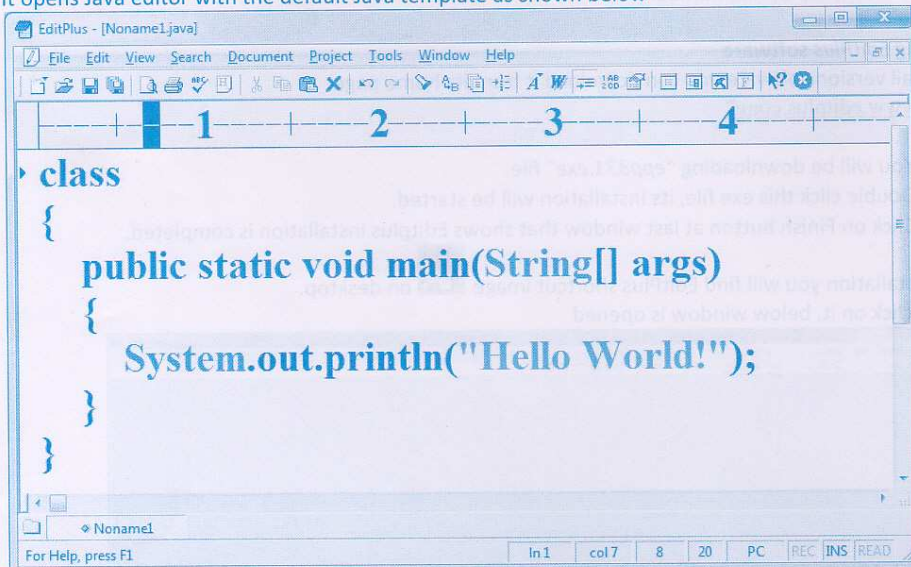 It opens Java editor with the default Java template as shown below
EditPlus - [Noname1.java]
File Edit View Search Document Project Tools Window Help
1 2 3 4
class
{
public static void main(String[] args)
{
System.out.println("Hello World!");
}
}
Noname1
For Help, press F1 ln 1 col 7 8 20 PC REC INS READ